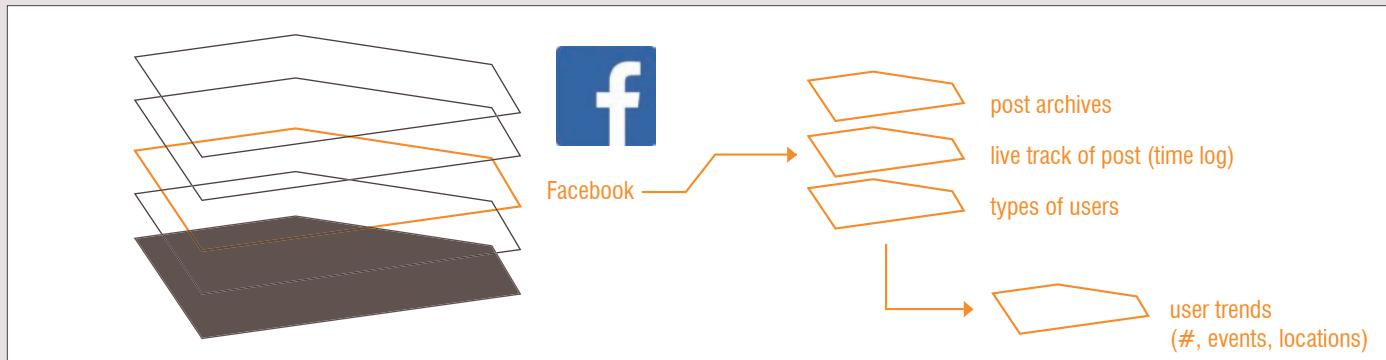 f
Facebook
post archives
live track of post (time log)
types of users
user trends
(#, events, locations)